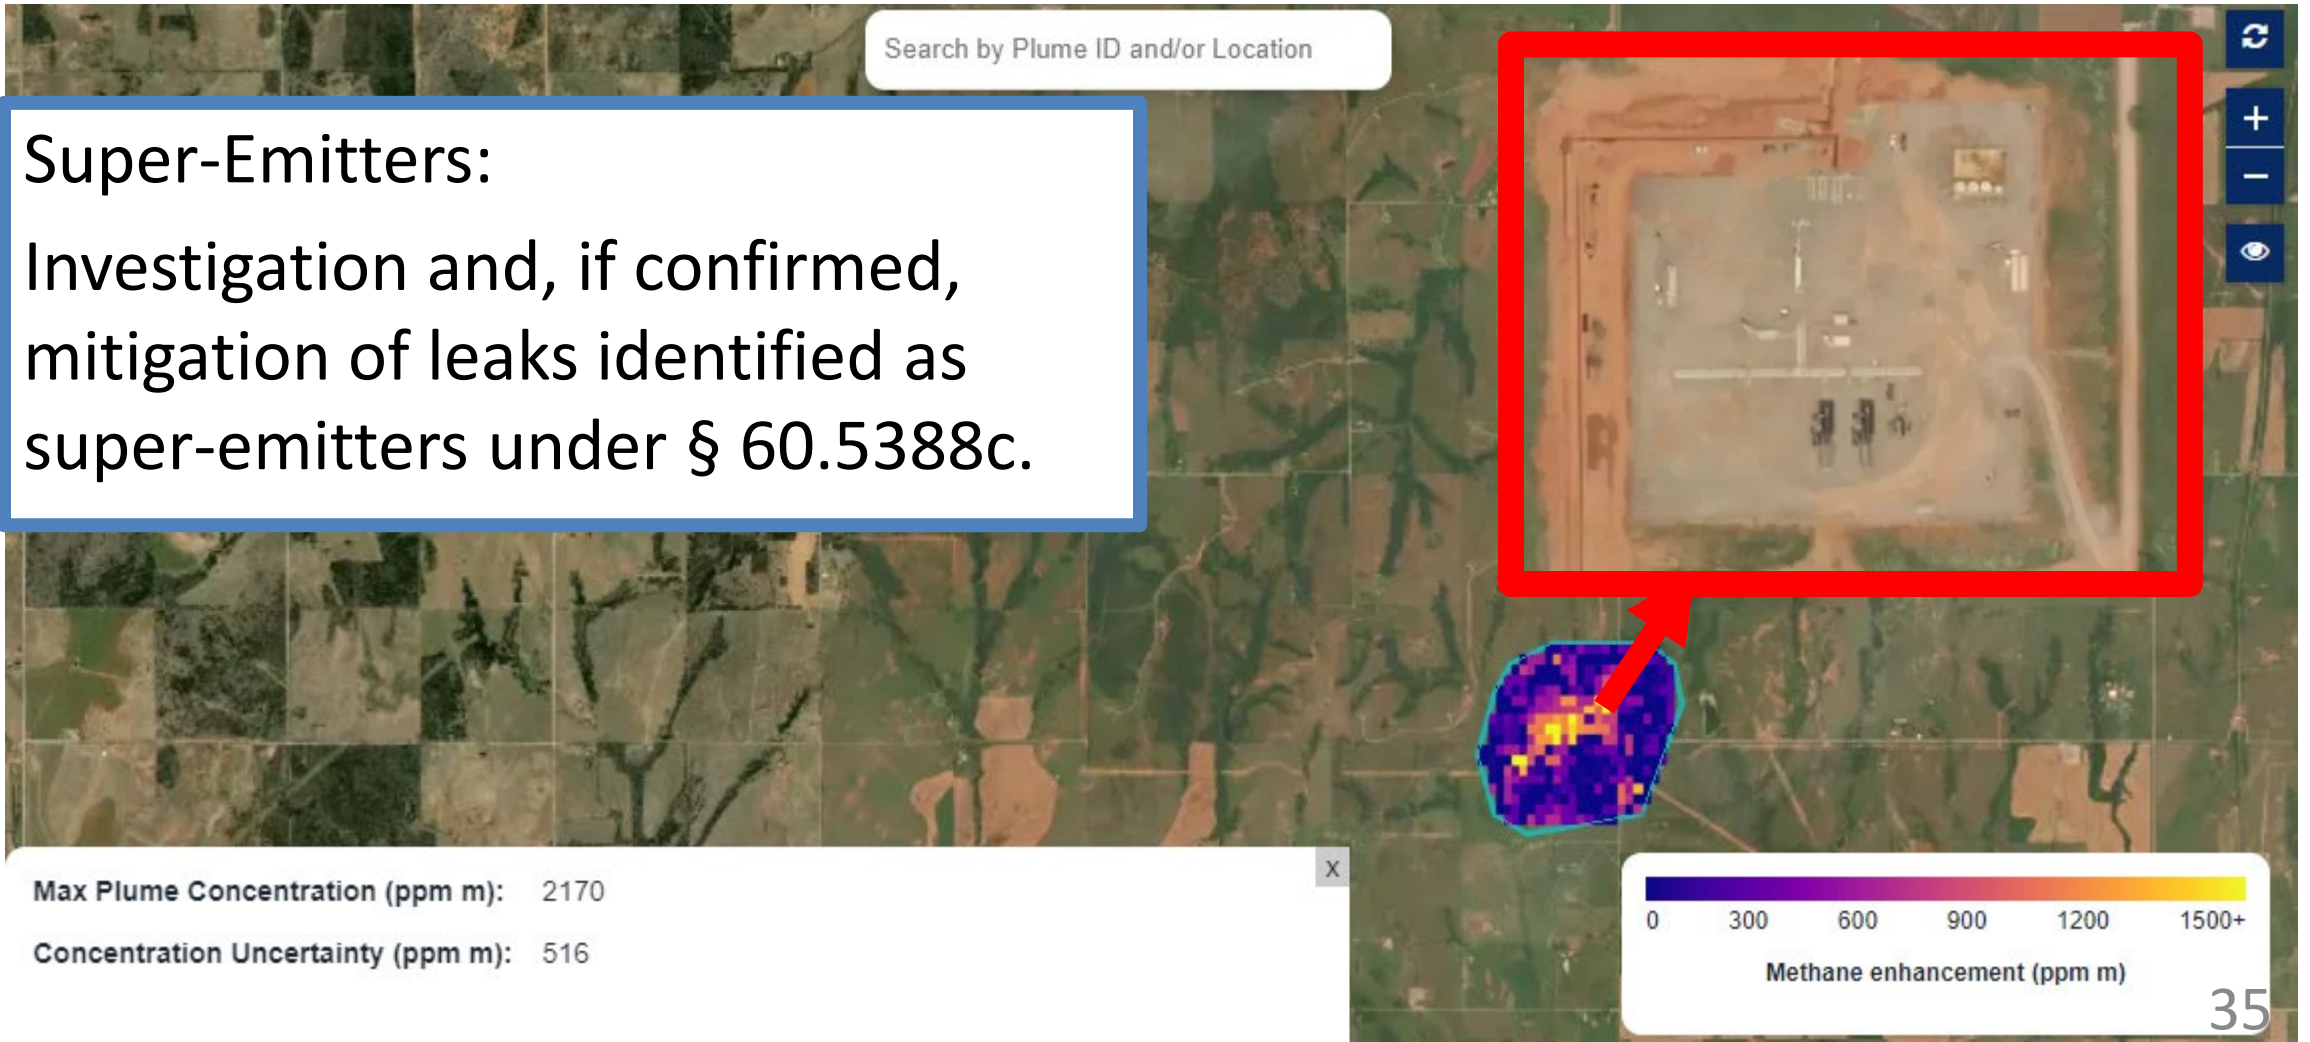 Search by Plume ID and/or Location
Super-Emitters:
Investigation and, if confirmed,
mitigation of leaks identified as
super-emitters under § 60.5388c.
+
−
X
Max Plume Concentration (ppm m): 2170
Concentration Uncertainty (ppm m): 516
0 300 600 900 1200 1500+
Methane enhancement (ppm m)
35